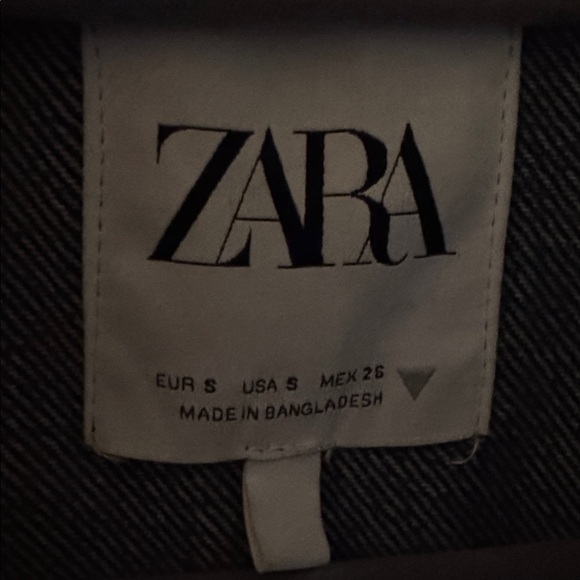 ZARA
EUR S USA S MEX 26
MADE IN BANGLADESH